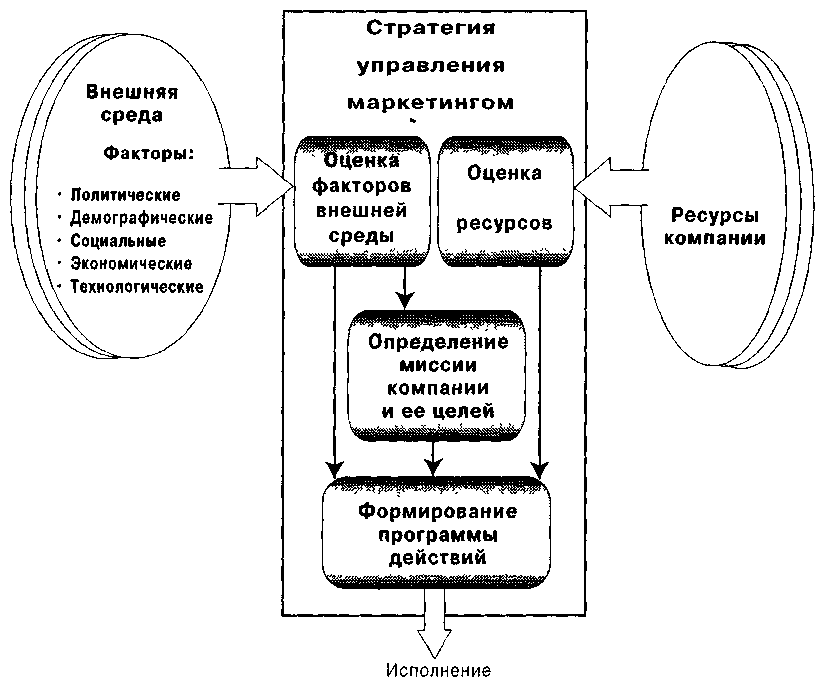 Стратегия
управления
маркетингом
Внешняя
среда
Факторы:
· Политические
· Демографические
· Социальные
· Экономические
· Технологические
Оценка
факторов
внешней
среды
Оценка
ресурсов
Ресурсы
компании
Определение
миссии
компании
и ее целей
Формирование
программы
действий
Исполнение